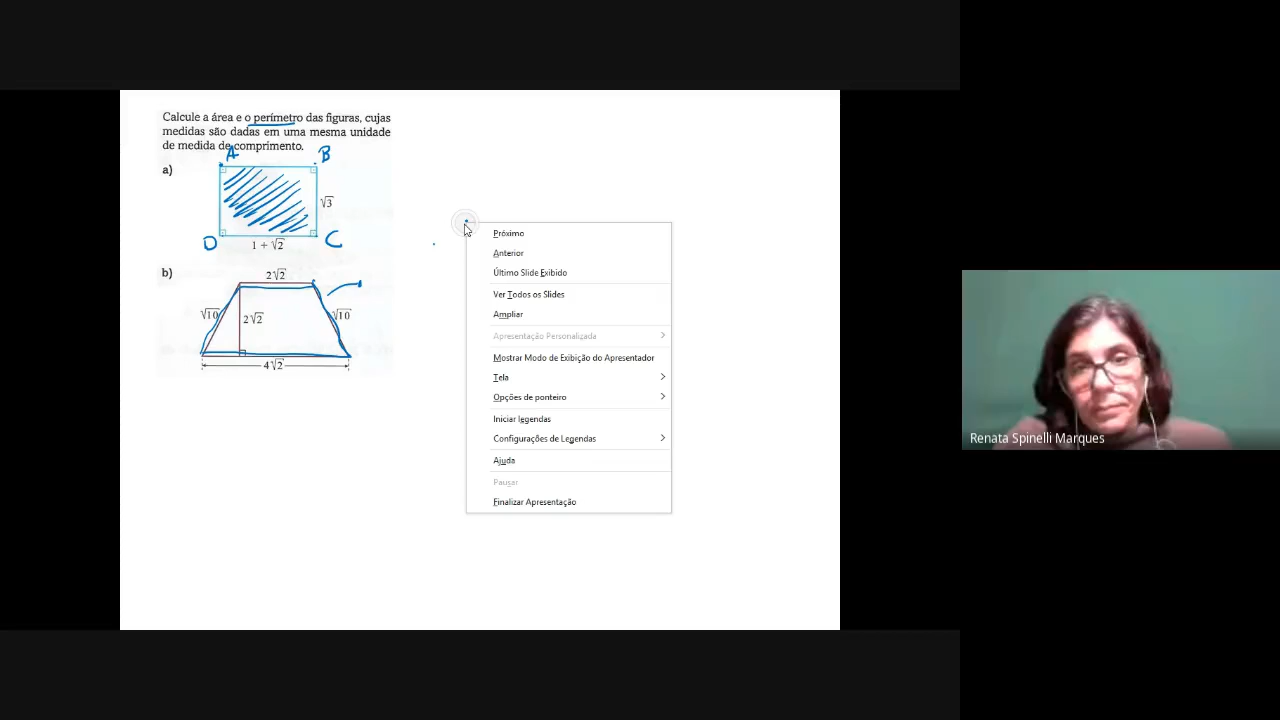 Calcule a área e o perímetro das figuras, cujas
medidas são dadas em uma mesma unidade
de medida de comprimento.
a)
A B
√3
D C
1 + √2
b)
2√2
√10 2√2 √10
4√2
Próximo
Anterior
Último Slide Exibido
Ver Todos os Slides
Ampliar
Apresentação Personalizada
Mostrar Modo de Exibição do Apresentador
Tela
Opções de ponteiro
Iniciar legendas
Configurações de Legendas
Ajuda
Pausar
Finalizar Apresentação
Renata Spinelli Marques